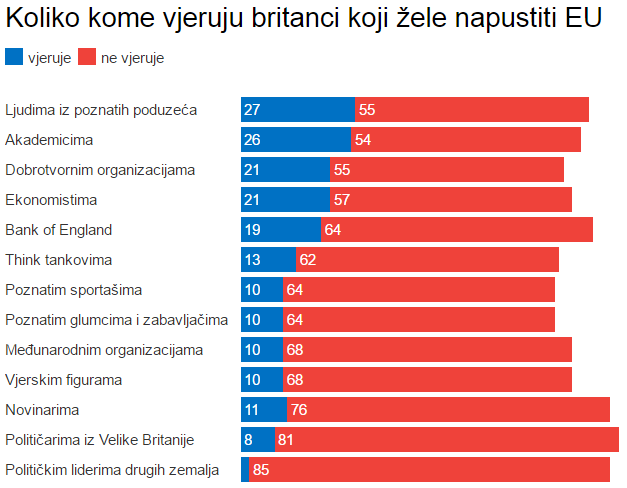 Koliko kome vjeruju britanci koji žele napustiti EU
vjeruje ne vjeruje
Ljudima iz poznatih poduzeća 27 55
Akademicima 26 54
Dobrotvornim organizacijama 21 55
Ekonomistima 21 57
Bank of England 19 64
Think tankovima 13 62
Poznatim sportašima 10 64
Poznatim glumcima i zabavljačima 10 64
Međunarodnim organizacijama 10 68
Vjerskim figurama 10 68
Novinarima 11 76
Političarima iz Velike Britanije 8 81
Političkim liderima drugih zemalja 85